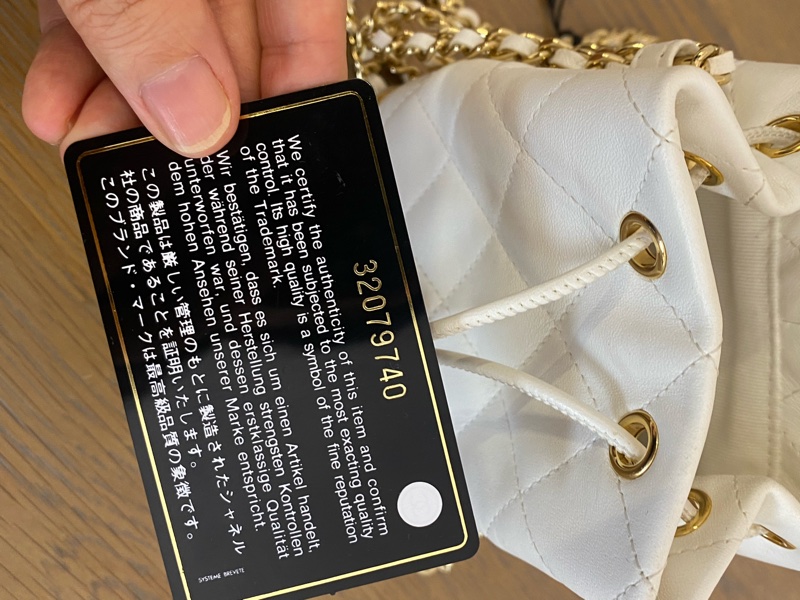 32079740
We certify the authenticity of this item and confirm
that it has been subjected to the most exacting quality
control. Its high quality is a symbol of the fine reputation
of the Trademark.
Wir bestätigen, dass es sich um einen Artikel handelt,
der während seiner Herstellung strengsten Kontrollen
unterworfen war, und dessen erstklassige Qualität
dem hohen Ansehen unserer Marke entspricht.
この製品は厳しい管理のもとに製造されたシャネル
社の商品であることを証明いたします。
このブランド・マークは最高級品質の象徴です。
SYSTEME BREVETE